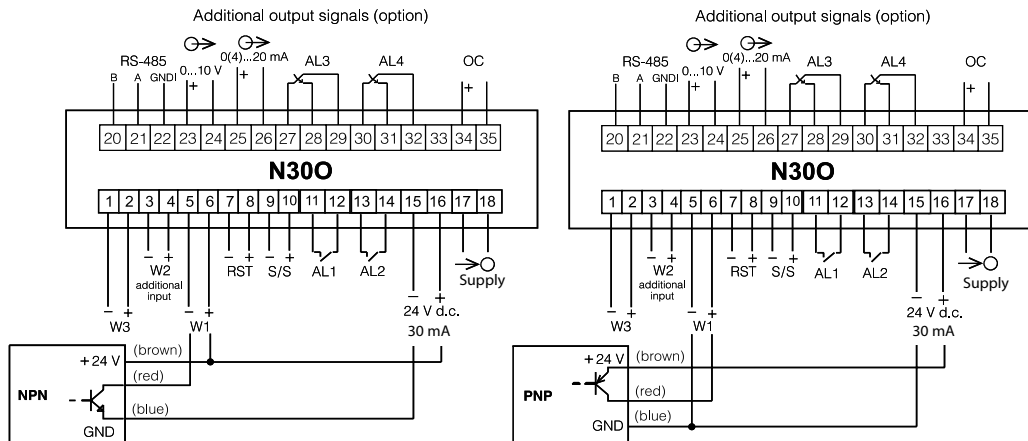 Additional output signals (option)
RS-485
B A GNDI
0...10 V
+
0(4)...20 mA
+
AL3
AL4
OC
+
20 21 22 23 24 25 26 27 28 29 30 31 32 33 34 35
N30O
1 2 3 4 5 6 7 8 9 10 11 12 13 14 15 16 17 18
− + − + − + − + − +
W3
W2
additional
input
W1
RST
S/S
AL1
AL2
Supply
− +
24 V d.c.
30 mA
NPN
+ 24 V
(brown)
(red)
(blue)
GND
Additional output signals (option)
RS-485
B A GNDI
0...10 V
+
0(4)...20 mA
+
AL3
AL4
OC
+
20 21 22 23 24 25 26 27 28 29 30 31 32 33 34 35
N30O
1 2 3 4 5 6 7 8 9 10 11 12 13 14 15 16 17 18
− + − + − + − + − +
W3
W2
additional
input
W1
RST
S/S
AL1
AL2
Supply
− +
24 V d.c.
30 mA
PNP
+ 24 V
(brown)
(red)
(blue)
GND